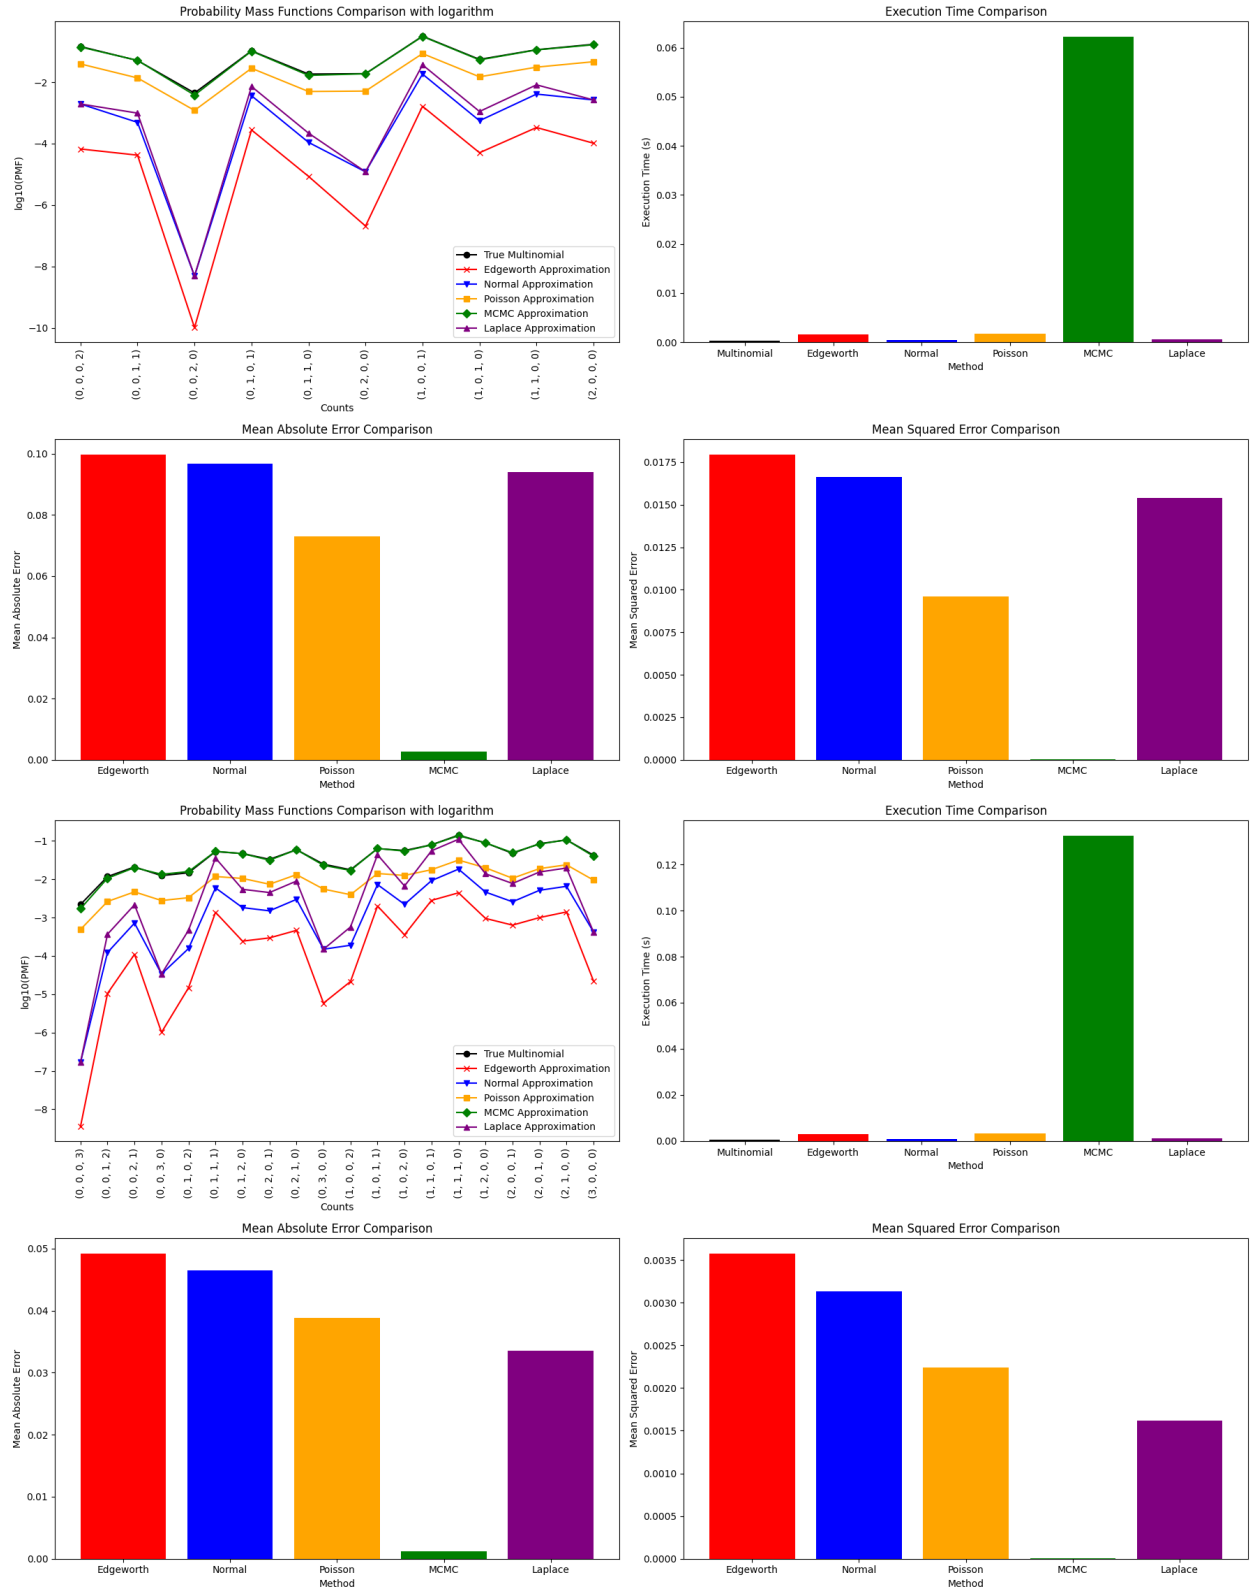 Probability Mass Functions Comparison with logarithm
log10(PMF)
−2
−4
−6
−8
−10
True Multinomial
Edgeworth Approximation
Normal Approximation
Poisson Approximation
MCMC Approximation
Laplace Approximation
(0, 0, 0, 2)
(0, 0, 1, 1)
(0, 0, 2, 0)
(0, 1, 0, 1)
(0, 1, 1, 0)
(0, 2, 0, 0)
(1, 0, 0, 1)
(1, 0, 1, 0)
(1, 1, 0, 0)
(2, 0, 0, 0)
Counts
Execution Time Comparison
Execution Time (s)
0.06
0.05
0.04
0.03
0.02
0.01
0.00
Multinomial Edgeworth Normal Poisson MCMC Laplace
Method
Mean Absolute Error Comparison
Mean Absolute Error
0.10
0.08
0.06
0.04
0.02
0.00
Edgeworth Normal Poisson MCMC Laplace
Method
Mean Squared Error Comparison
Mean Squared Error
0.0175
0.0150
0.0125
0.0100
0.0075
0.0050
0.0025
0.0000
Edgeworth Normal Poisson MCMC Laplace
Method
Probability Mass Functions Comparison with logarithm
log10(PMF)
−1
−2
−3
−4
−5
−6
−7
−8
True Multinomial
Edgeworth Approximation
Normal Approximation
Poisson Approximation
MCMC Approximation
Laplace Approximation
(0, 0, 0, 3)
(0, 0, 1, 2)
(0, 0, 2, 1)
(0, 0, 3, 0)
(0, 1, 0, 2)
(0, 1, 1, 1)
(0, 1, 2, 0)
(0, 2, 0, 1)
(0, 2, 1, 0)
(0, 3, 0, 0)
(1, 0, 0, 2)
(1, 0, 1, 1)
(1, 0, 2, 0)
(1, 1, 0, 1)
(1, 1, 1, 0)
(1, 2, 0, 0)
(2, 0, 0, 1)
(2, 0, 1, 0)
(2, 1, 0, 0)
(3, 0, 0, 0)
Counts
Execution Time Comparison
Execution Time (s)
0.12
0.10
0.08
0.06
0.04
0.02
0.00
Multinomial Edgeworth Normal Poisson MCMC Laplace
Method
Mean Absolute Error Comparison
Mean Absolute Error
0.05
0.04
0.03
0.02
0.01
0.00
Edgeworth Normal Poisson MCMC Laplace
Method
Mean Squared Error Comparison
Mean Squared Error
0.0035
0.0030
0.0025
0.0020
0.0015
0.0010
0.0005
0.0000
Edgeworth Normal Poisson MCMC Laplace
Method